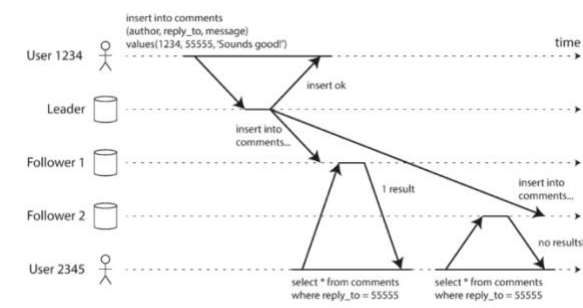 insert into comments
(author, reply_to, message)
values(1234, 55555, 'Sounds good!')
time
User 1234
insert ok
Leader
insert into
comments...
Follower 1
1 result
insert into
comments...
Follower 2
no results!
User 2345
select * from comments
where reply_to = 55555
select * from comments
where reply_to = 55555